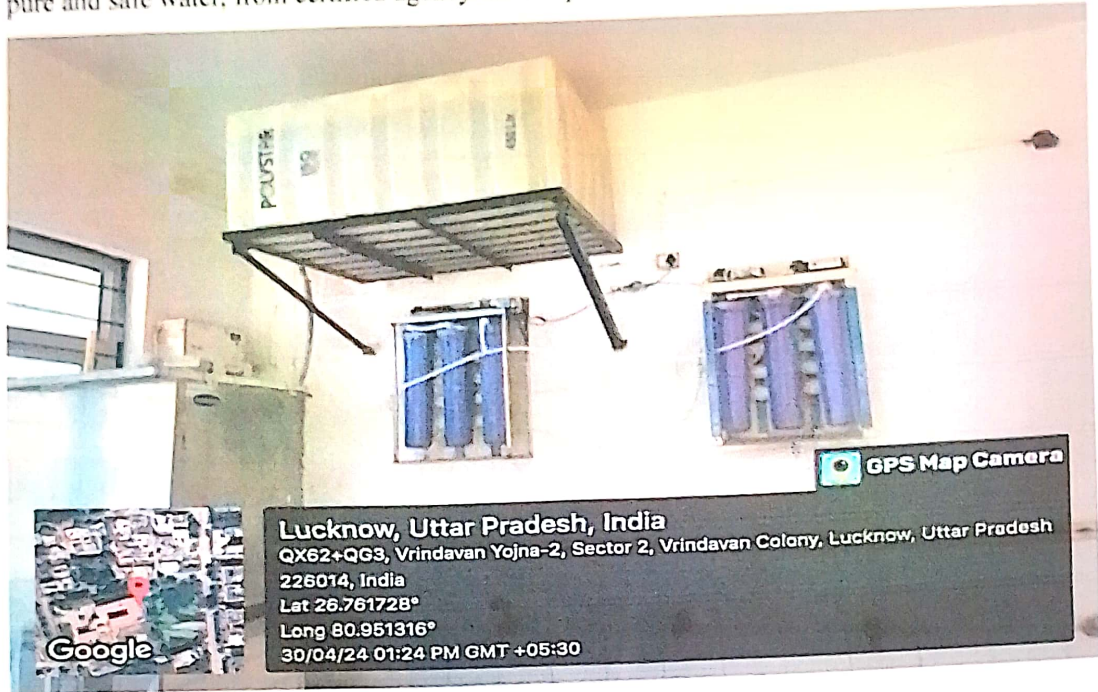 pure and safe water, from certified
POLYSTAR
GPS Map Camera
Lucknow, Uttar Pradesh, India
QX62+QG3, Vrindavan Yojna-2, Sector 2, Vrindavan Colony, Lucknow, Uttar Pradesh
226014, India
Lat 26.761728°
Long 80.951316°
30/04/24 01:24 PM GMT +05:30
Google